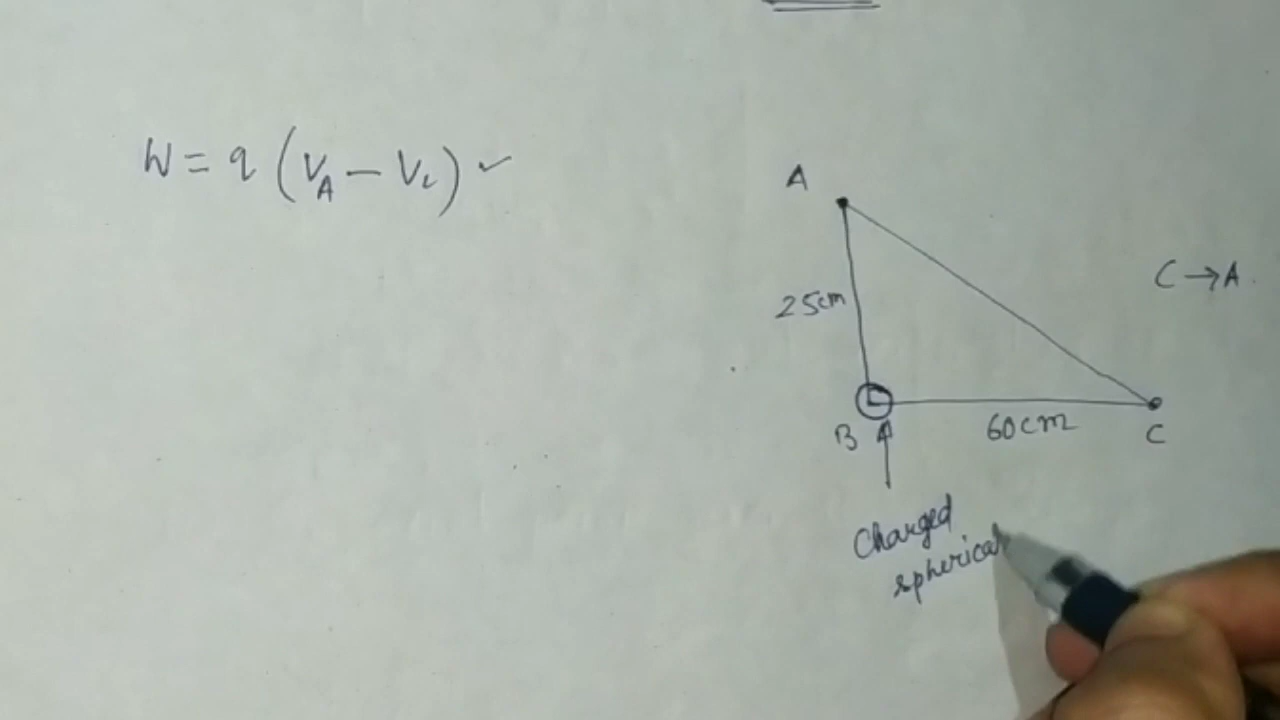 W = q (V_A - V_C) ✓
A
C → A
25cm
B
60cm
C
Charged
spherical